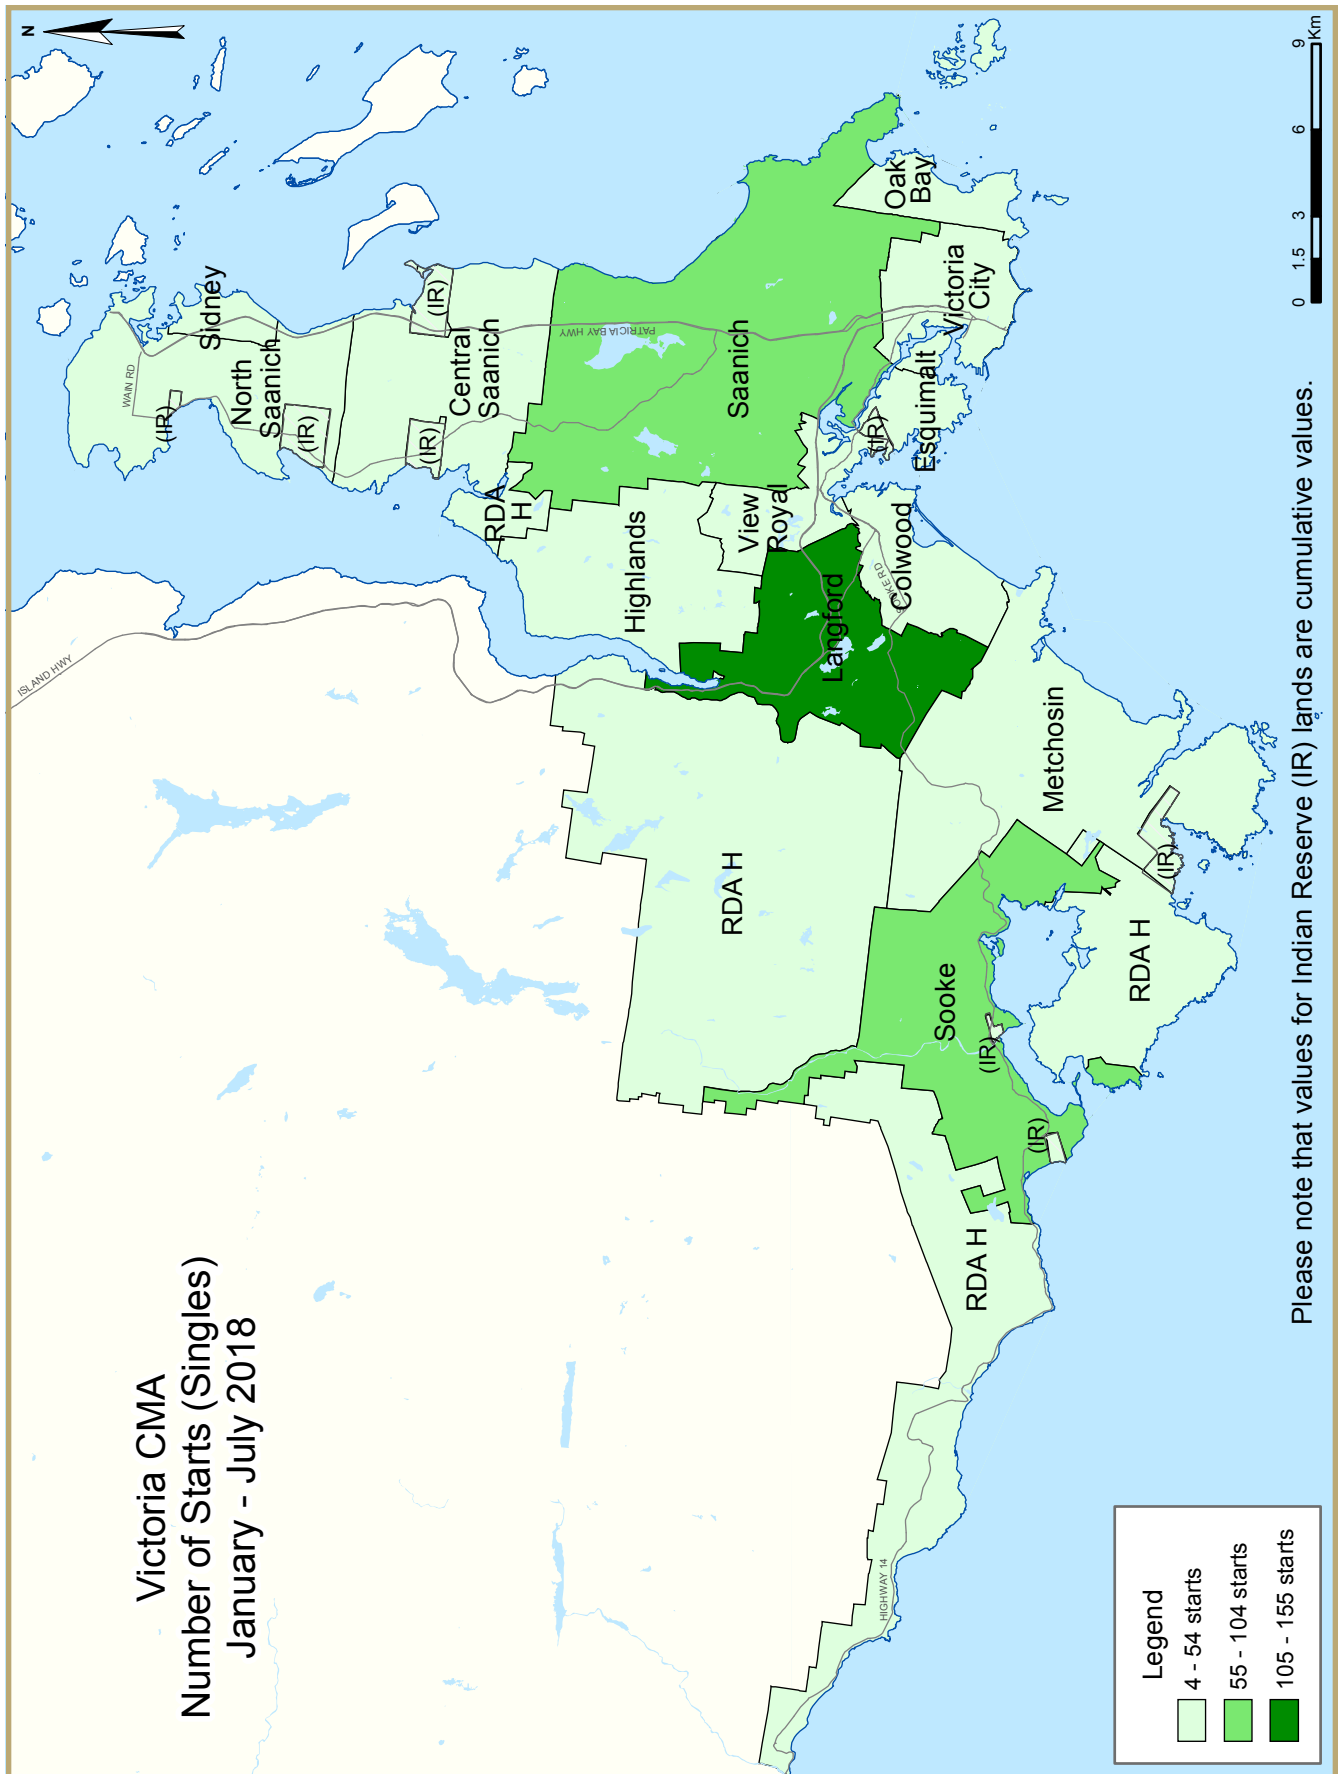 Victoria CMA
Number of Starts (Singles)
January - July 2018
N
ISLAND HWY
WAIN RD
(IR)
North
Saanich
Sidney
(IR)
(IR)
Central
Saanich
(IR)
RDA
H
PATRICIA BAY HWY
Saanich
Highlands
View
Royal
Oak
Bay
Victoria
City
Esquimalt
(IR)
Langford
Colwood
Metchosin
(IR)
RDA H
RDA H
Sooke
(IR)
(IR)
RDA H
HIGHWAY 14
Legend
4 - 54 starts
55 - 104 starts
105 - 155 starts
0 1.5 3 6 9
Km
Please note that values for Indian Reserve (IR) lands are cumulative values.